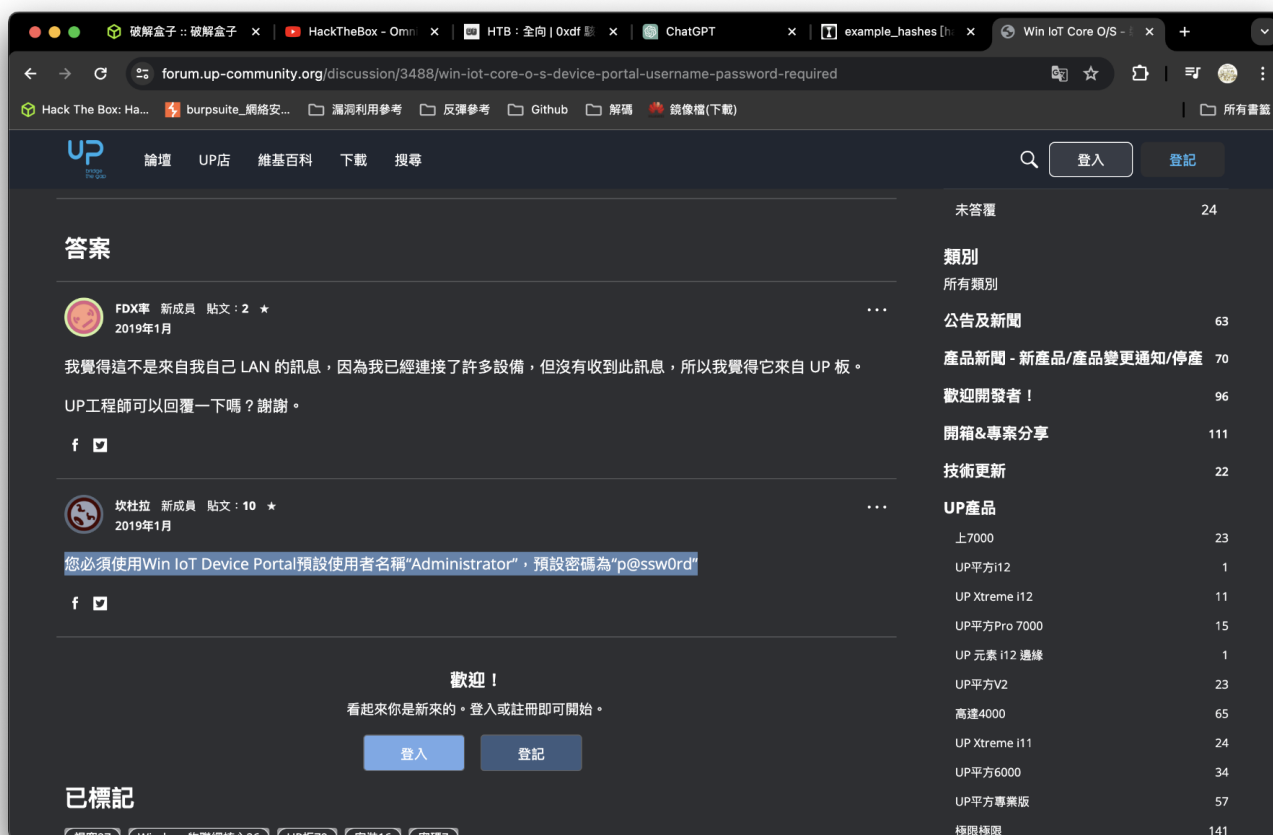 破解盒子 :: 破解盒子
HackTheBox - Omn
HTB：全向 | 0xdf
ChatGPT
example_hashes [h
Win IoT Core O/S -
forum.up-community.org/discussion/3488/win-iot-core-o-s-device-portal-username-password-required
Hack The Box: Ha...
burpsuite_網絡安...
漏洞利用參考
反彈參考
Github
解碼
鏡像檔(下載)
所有書籤
UP
bridge
the gap
論壇
UP店
維基百科
下載
搜尋
登入
登記
答案
FDX率 新成員 貼文：2 ★
2019年1月
我覺得這不是來自我自己 LAN 的訊息，因為我已經連接了許多設備，但沒有收到此訊息，所以我覺得它來自 UP 板。
UP工程師可以回覆一下嗎？謝謝。
坎杜拉 新成員 貼文：10 ★
2019年1月
您必須使用Win IoT Device Portal預設使用者名稱“Administrator”，預設密碼為“p@ssw0rd”
歡迎！
看起來你是新來的。登入或註冊即可開始。
登入
登記
已標記
未答覆 24
類別
所有類別
公告及新聞 63
產品新聞 - 新產品/產品變更通知/停產 70
歡迎開發者！ 96
開箱&專案分享 111
技術更新 22
UP產品
上7000 23
UP平方i12 1
UP Xtreme i12 11
UP平方Pro 7000 15
UP 元素 i12 邊緣 1
UP平方V2 23
高達4000 65
UP Xtreme i11 24
UP平方6000 34
UP平方專業版 57
極限極限 141